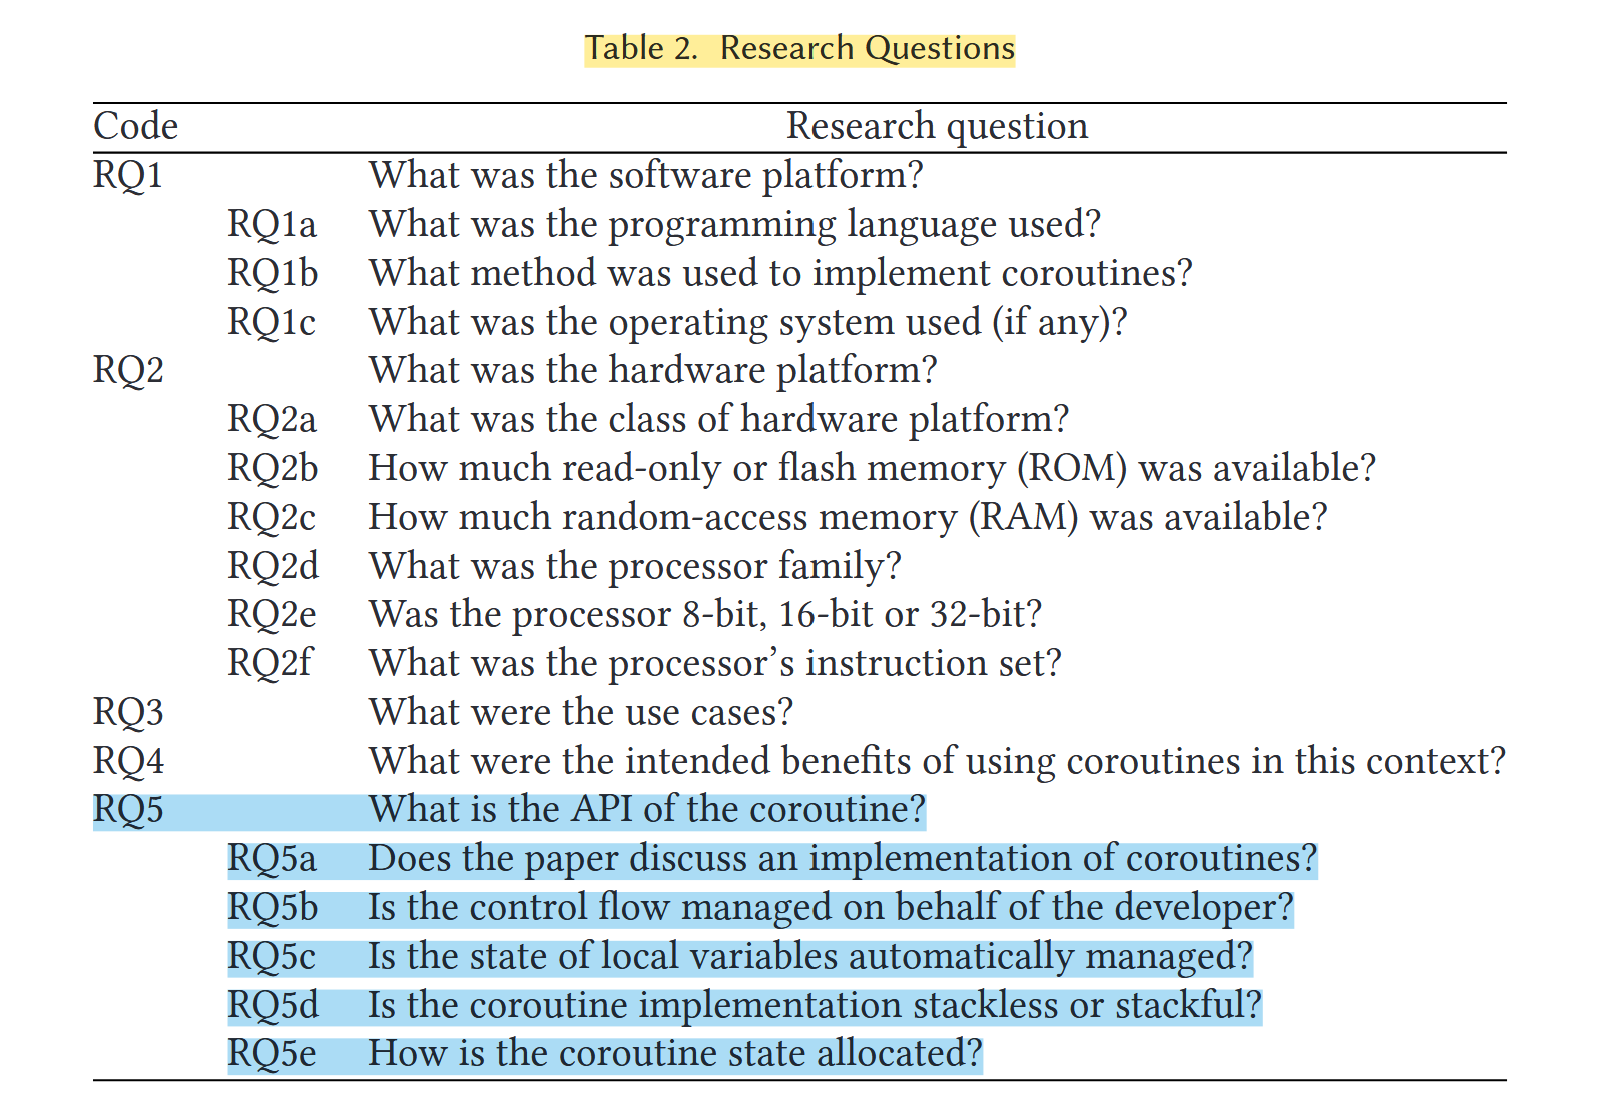 Table 2. Research Questions
Code Research question
RQ1 What was the software platform?
RQ1a What was the programming language used?
RQ1b What method was used to implement coroutines?
RQ1c What was the operating system used (if any)?
RQ2 What was the hardware platform?
RQ2a What was the class of hardware platform?
RQ2b How much read-only or flash memory (ROM) was available?
RQ2c How much random-access memory (RAM) was available?
RQ2d What was the processor family?
RQ2e Was the processor 8-bit, 16-bit or 32-bit?
RQ2f What was the processor’s instruction set?
RQ3 What were the use cases?
RQ4 What were the intended benefits of using coroutines in this context?
RQ5 What is the API of the coroutine?
RQ5a Does the paper discuss an implementation of coroutines?
RQ5b Is the control flow managed on behalf of the developer?
RQ5c Is the state of local variables automatically managed?
RQ5d Is the coroutine implementation stackless or stackful?
RQ5e How is the coroutine state allocated?